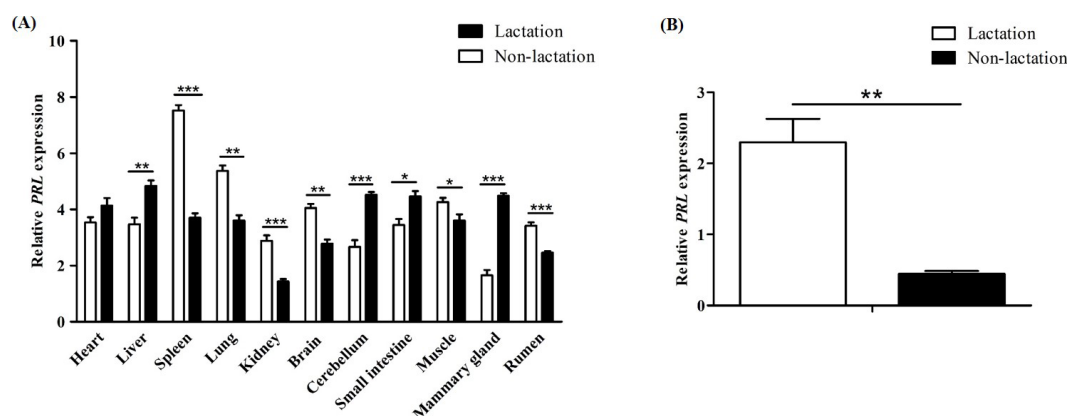 (A)
Lactation
Non-lactation
Relative PRL expression
10
8
6
4
2
0
***
**
**
***
**
***
*
*
***
***
Heart
Liver
Spleen
Lung
Kidney
Brain
Cerebellum
Small intestine
Muscle
Mammary gland
Rumen
(B)
Lactation
Non-lactation
Relative PRL expression
3
2
1
0
**